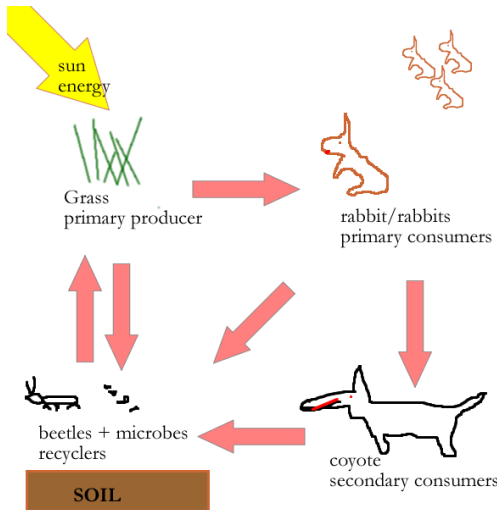 sun
energy
Grass
primary producer
rabbit/rabbits
primary consumers
beetles + microbes
recyclers
coyote
secondary consumers
SOIL